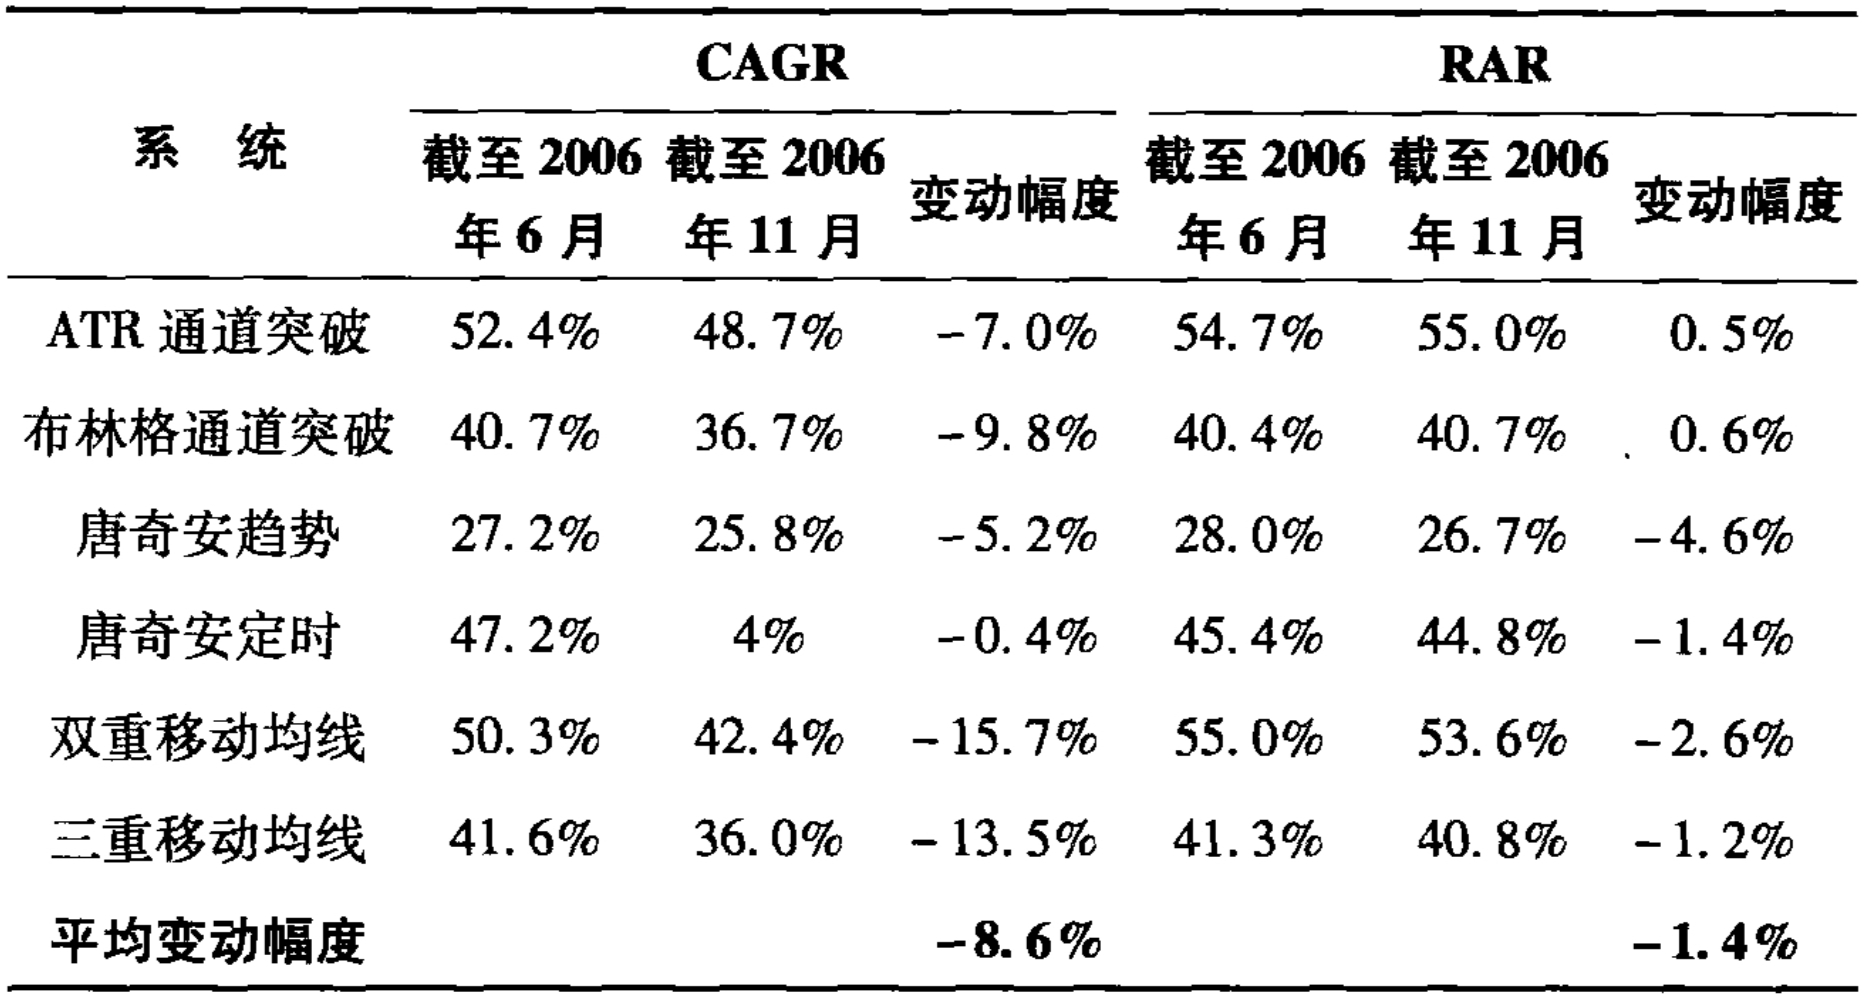 CAGR RAR
系 统
截至 2006 截至 2006 变动幅度 截至 2006 截至 2006 变动幅度
年 6 月 年 11 月 年 6 月 年 11 月
ATR 通道突破 52.4% 48.7% -7.0% 54.7% 55.0% 0.5%
布林格通道突破 40.7% 36.7% -9.8% 40.4% 40.7% 0.6%
唐奇安趋势 27.2% 25.8% -5.2% 28.0% 26.7% -4.6%
唐奇安定时 47.2% 4% -0.4% 45.4% 44.8% -1.4%
双重移动均线 50.3% 42.4% -15.7% 55.0% 53.6% -2.6%
三重移动均线 41.6% 36.0% -13.5% 41.3% 40.8% -1.2%
平均变动幅度 -8.6% -1.4%